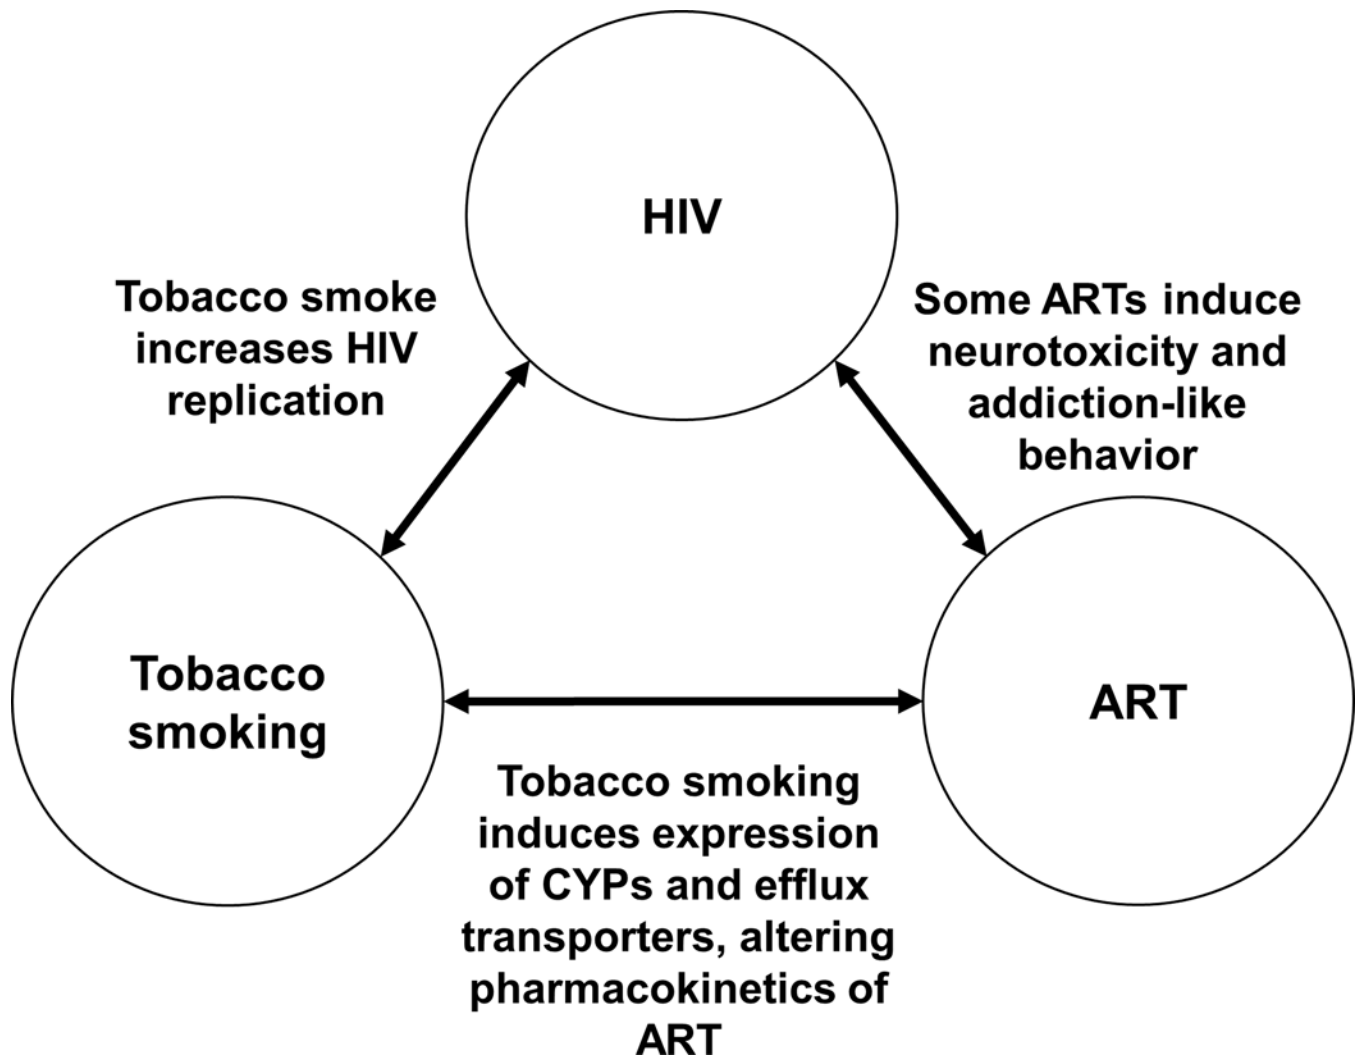 HIV
Tobacco smoke
increases HIV
replication
Some ARTs induce
neurotoxicity and
addiction-like
behavior
Tobacco
smoking
ART
Tobacco smoking
induces expression
of CYPs and efflux
transporters, altering
pharmacokinetics of
ART